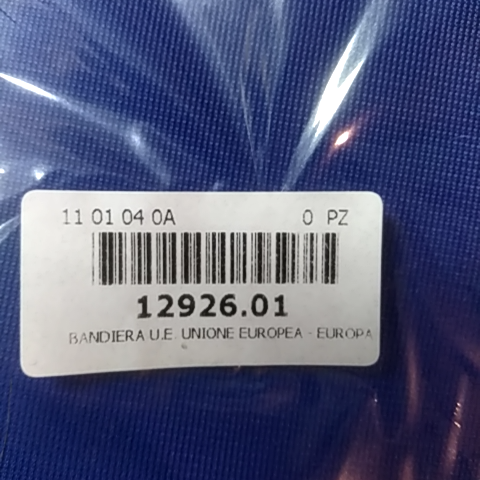 11 01 04 0A 0 PZ
12926.01
BANDIERA U.E. UNIONE EUROPEA - EUROPA